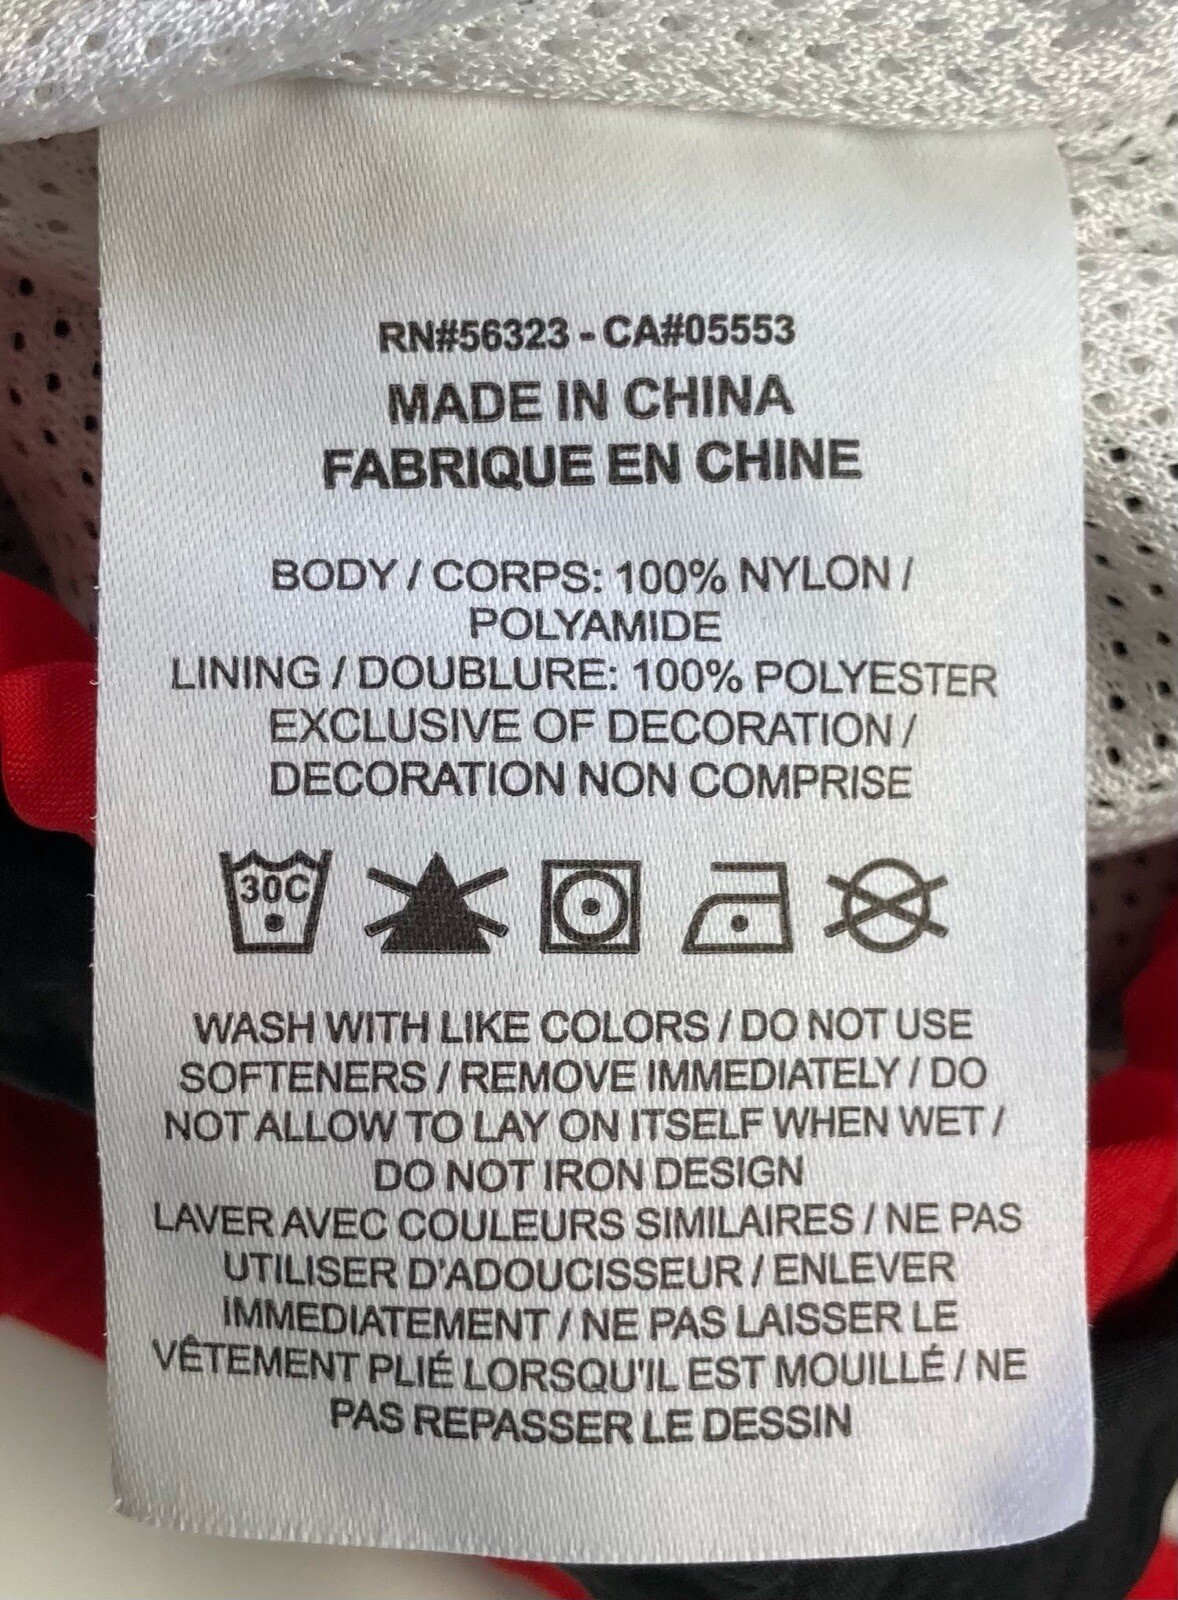 RN#56323 - CA#05553
MADE IN CHINA
FABRIQUE EN CHINE
BODY / CORPS: 100% NYLON /
POLYAMIDE
LINING / DOUBLURE: 100% POLYESTER
EXCLUSIVE OF DECORATION /
DECORATION NON COMPRISE
30C
WASH WITH LIKE COLORS / DO NOT USE
SOFTENERS / REMOVE IMMEDIATELY / DO
NOT ALLOW TO LAY ON ITSELF WHEN WET /
DO NOT IRON DESIGN
LAVER AVEC COULEURS SIMILAIRES / NE PAS
UTILISER D'ADOUCISSEUR / ENLEVER
IMMEDIATEMENT / NE PAS LAISSER LE
VÊTEMENT PLIÉ LORSQU'IL EST MOUILLÉ / NE
PAS REPASSER LE DESSIN